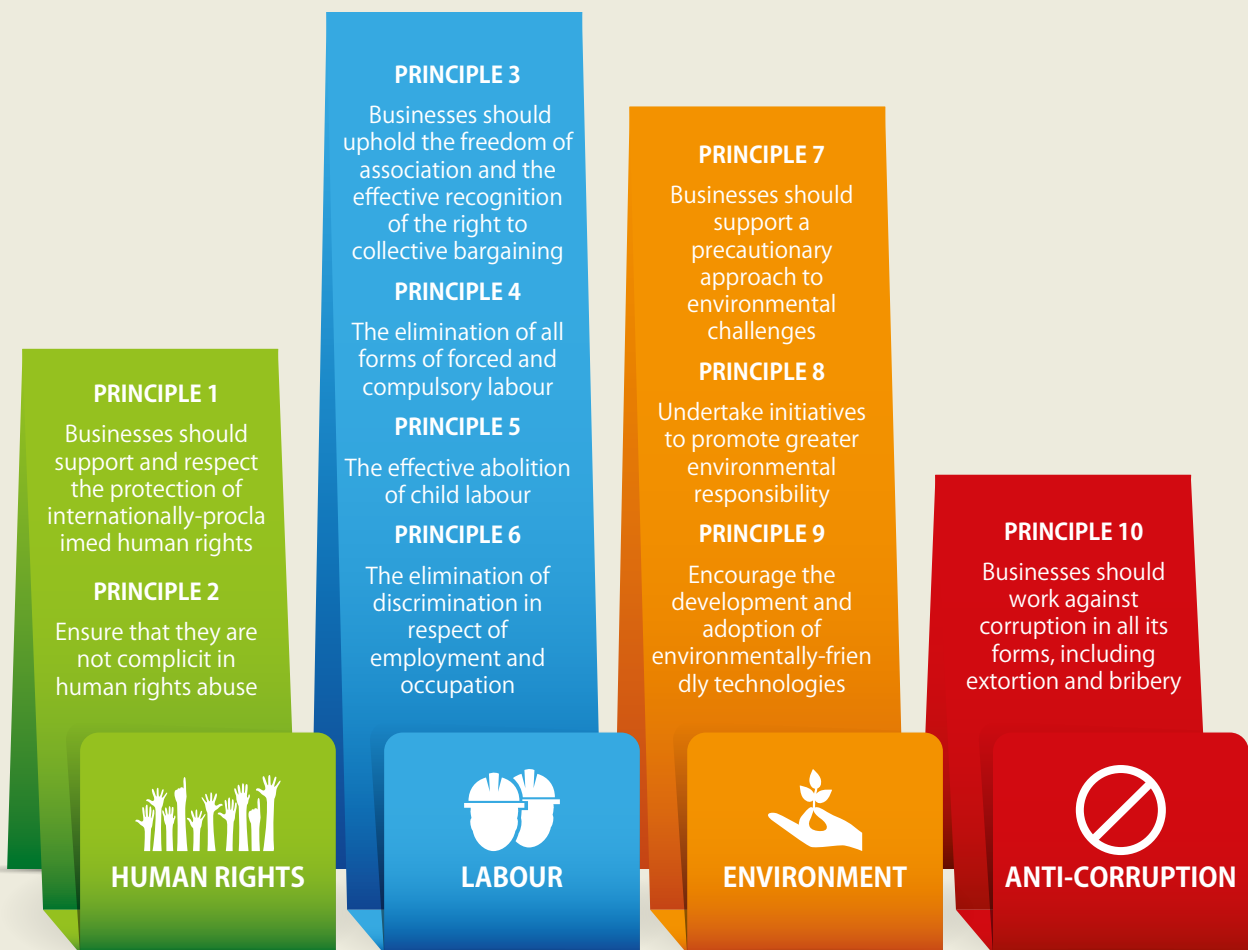 PRINCIPLE 1
Businesses should
support and respect
the protection of
internationally-procla
imed human rights
PRINCIPLE 2
Ensure that they are
not complicit in
human rights abuse
HUMAN RIGHTS
PRINCIPLE 3
Businesses should
uphold the freedom of
association and the
effective recognition
of the right to
collective bargaining
PRINCIPLE 4
The elimination of all
forms of forced and
compulsory labour
PRINCIPLE 5
The effective abolition
of child labour
PRINCIPLE 6
The elimination of
discrimination in
respect of
employment and
occupation
LABOUR
PRINCIPLE 7
Businesses should
support a
precautionary
approach to
environmental
challenges
PRINCIPLE 8
Undertake initiatives
to promote greater
environmental
responsibility
PRINCIPLE 9
Encourage the
development and
adoption of
environmentally-frien
dly technologies
ENVIRONMENT
PRINCIPLE 10
Businesses should
work against
corruption in all its
forms, including
extortion and bribery
ANTI-CORRUPTION